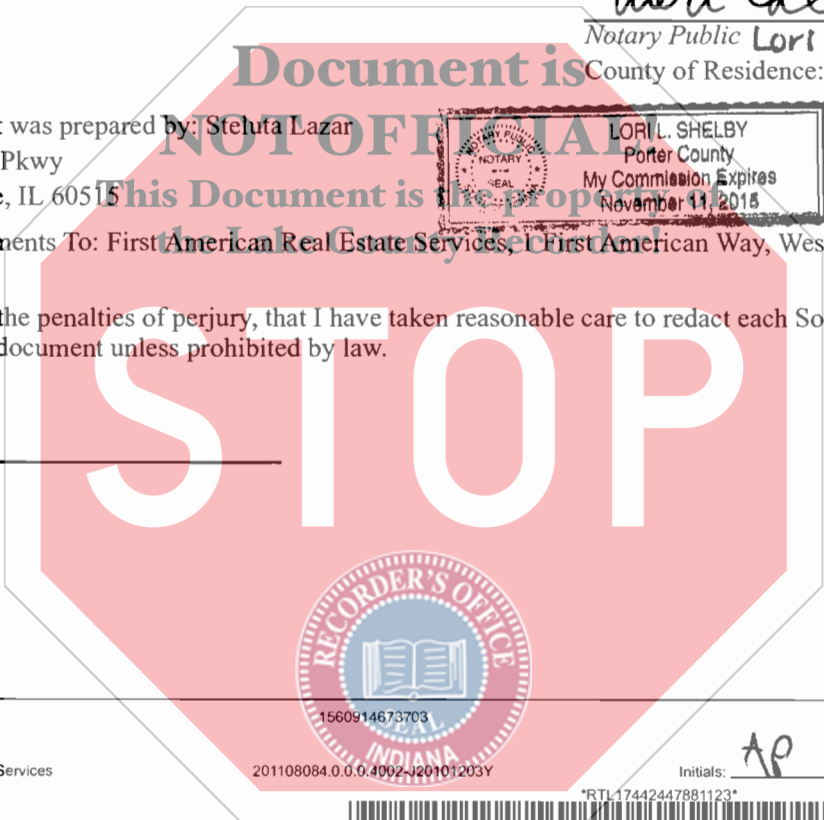 Notary Public Lori
County of Residence:
Document is
NOT OFFICIAL!
This Document is the property of
the Lake County Recorder!
was prepared by: Steluta Lazar
Pkwy
, IL 60515
LORI L. SHELBY
Porter County
My Commission Expires
November 11, 2015
NOTARY PUBLIC
NOTARY
SEAL
ments To: First American Real Estate Services, 1 First American Way, Wes
the penalties of perjury, that I have taken reasonable care to redact each So
document unless prohibited by law.
STOP
RECORDER'S OFFICE
SEAL
INDIANA
1560914673703
Services
201108084.0.0.0.4002-J20101203Y
Initials: AP
*RTL17442447881123*